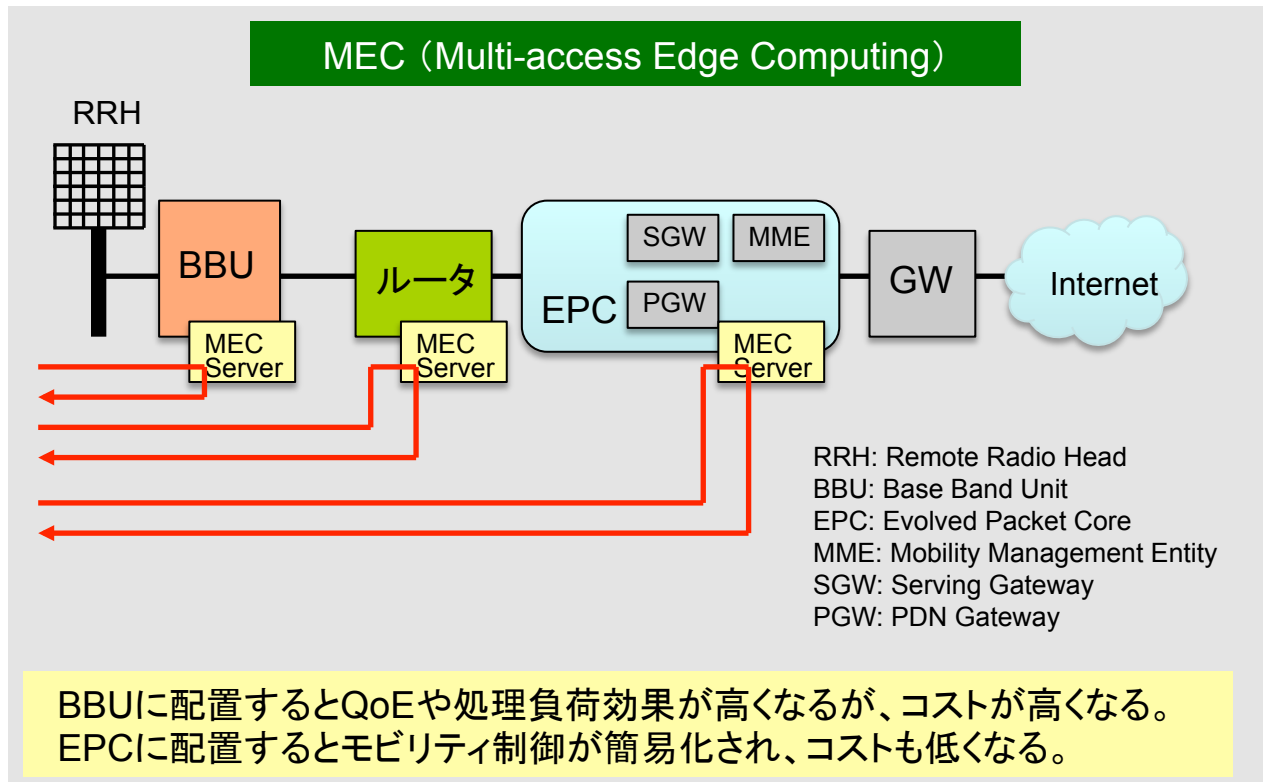 MEC（Multi-access Edge Computing）
RRH
BBU
ルータ
SGW
MME
EPC
PGW
GW
Internet
MEC
Server
MEC
Server
MEC
Server
RRH: Remote Radio Head
BBU: Base Band Unit
EPC: Evolved Packet Core
MME: Mobility Management Entity
SGW: Serving Gateway
PGW: PDN Gateway
BBUに配置するとQoEや処理負荷効果が高くなるが、コストが高くなる。
EPCに配置するとモビリティ制御が簡易化され、コストも低くなる。